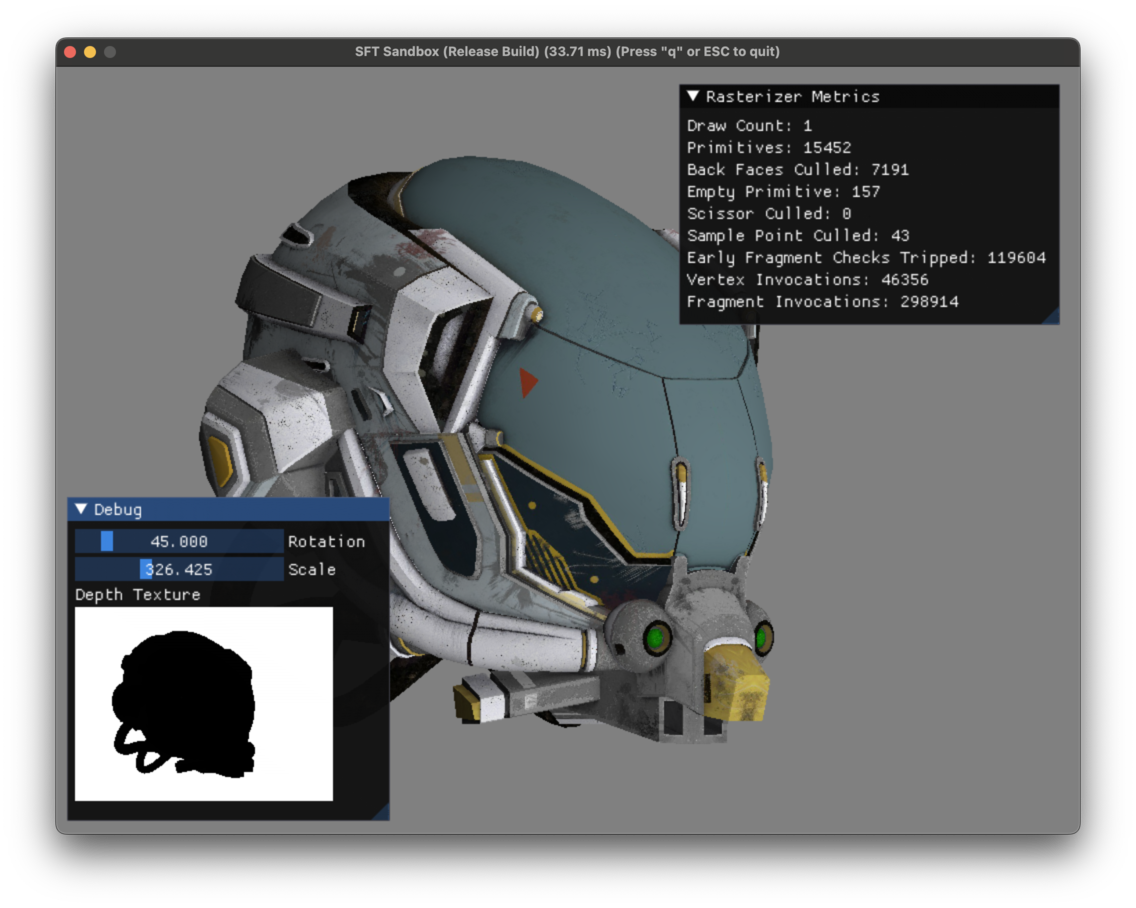 SFT Sandbox (Release Build) (33.71 ms) (Press "q" or ESC to quit)
Rasterizer Metrics
Draw Count: 1
Primitives: 15452
Back Faces Culled: 7191
Empty Primitive: 157
Scissor Culled: 0
Sample Point Culled: 43
Early Fragment Checks Tripped: 119604
Vertex Invocations: 46356
Fragment Invocations: 298914
Debug
45.000 Rotation
326.425 Scale
Depth Texture